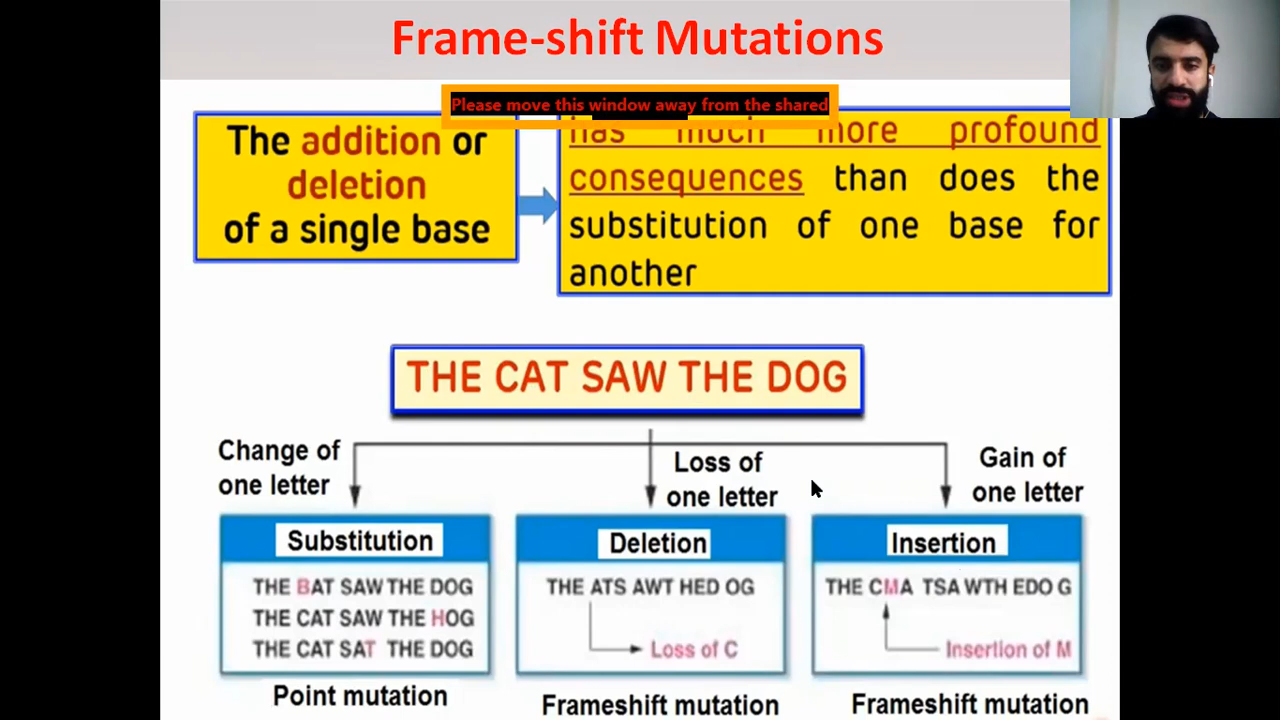 Frame-shift Mutations
Please move this window away from the shared
The addition or
deletion
of a single base
has much more profound
consequences than does the
substitution of one base for
another
THE CAT SAW THE DOG
Change of
one letter
Loss of
one letter
Gain of
one letter
Substitution
THE BAT SAW THE DOG
THE CAT SAW THE HOG
THE CAT SAT THE DOG
Point mutation
Deletion
THE ATS AWT HED OG
Loss of C
Frameshift mutation
Insertion
THE CMA TSA WTH EDO G
Insertion of M
Frameshift mutation